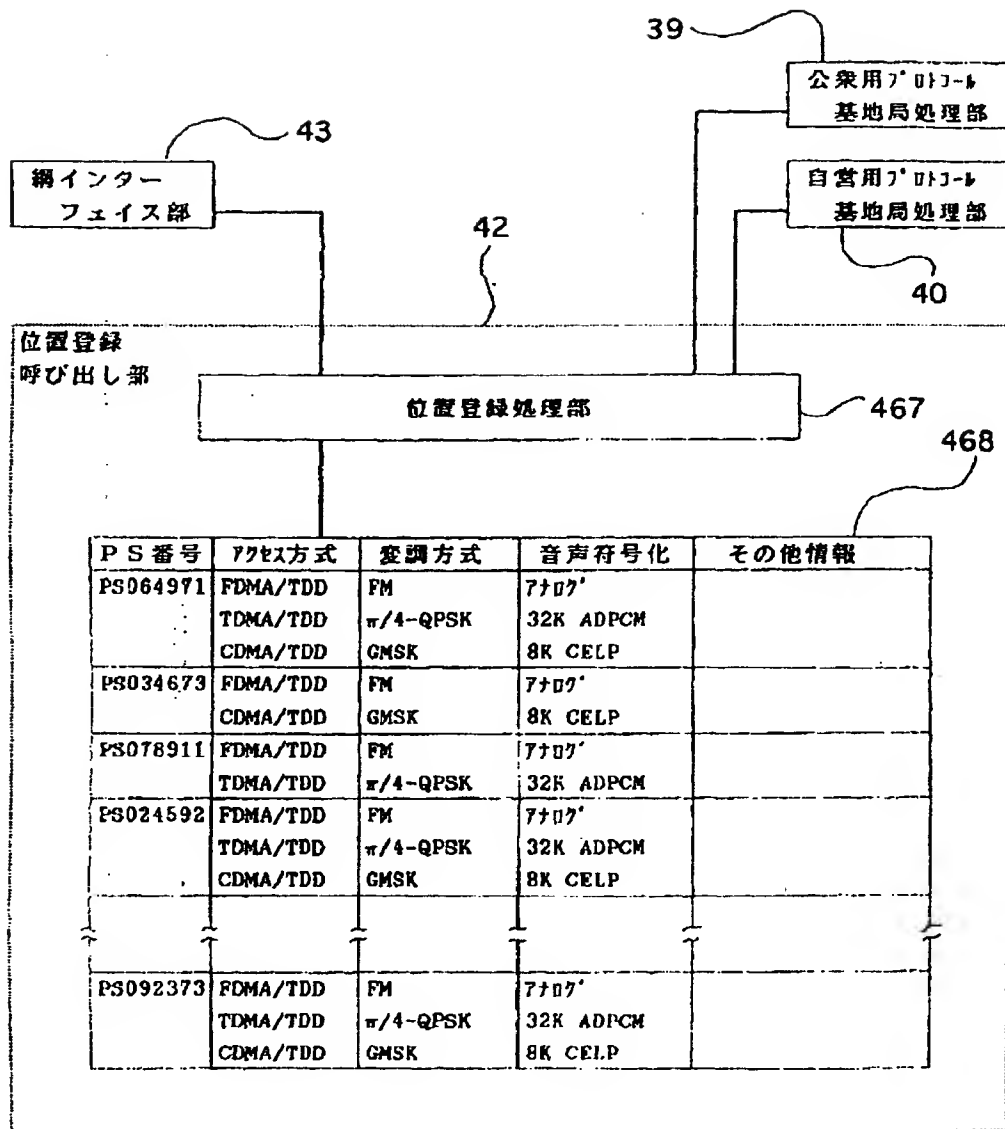 39
公衆用プロトコール
基地局処理部
43
網インター
フェイス部
自営用プロトコール
基地局処理部
42
40
位置登録
呼び出し部
位置登録処理部
467
468
PS番号 アクセス方式 変調方式 音声符号化 その他情報
PS064971 FDMA/TDD FM アナログ
TDMA/TDD π/4-QPSK 32K ADPCM
CDMA/TDD GMSK 8K CELP
PS034673 FDMA/TDD FM アナログ
CDMA/TDD GMSK 8K CELP
PS078911 FDMA/TDD FM アナログ
TDMA/TDD π/4-QPSK 32K ADPCM
PS024592 FDMA/TDD FM アナログ
TDMA/TDD π/4-QPSK 32K ADPCM
CDMA/TDD GMSK 8K CELP
PS092373 FDMA/TDD FM アナログ
TDMA/TDD π/4-QPSK 32K ADPCM
CDMA/TDD GMSK 8K CELP